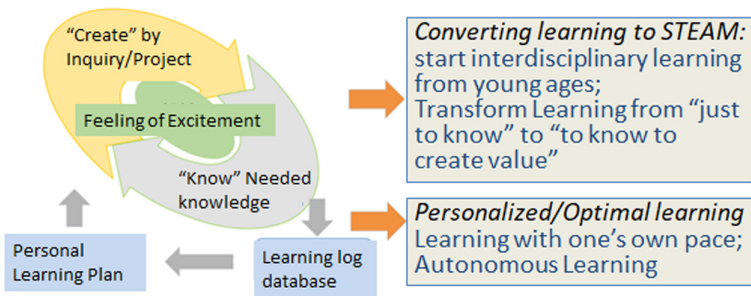 “Create” by
Inquiry/Project
Feeling of Excitement
“Know” Needed
knowledge
Personal
Learning Plan
Learning log
database
Converting learning to STEAM:
start interdisciplinary learning
from young ages;
Transform Learning from “just
to know” to “to know to
create value”
Personalized/Optimal learning
Learning with one’s own pace;
Autonomous Learning